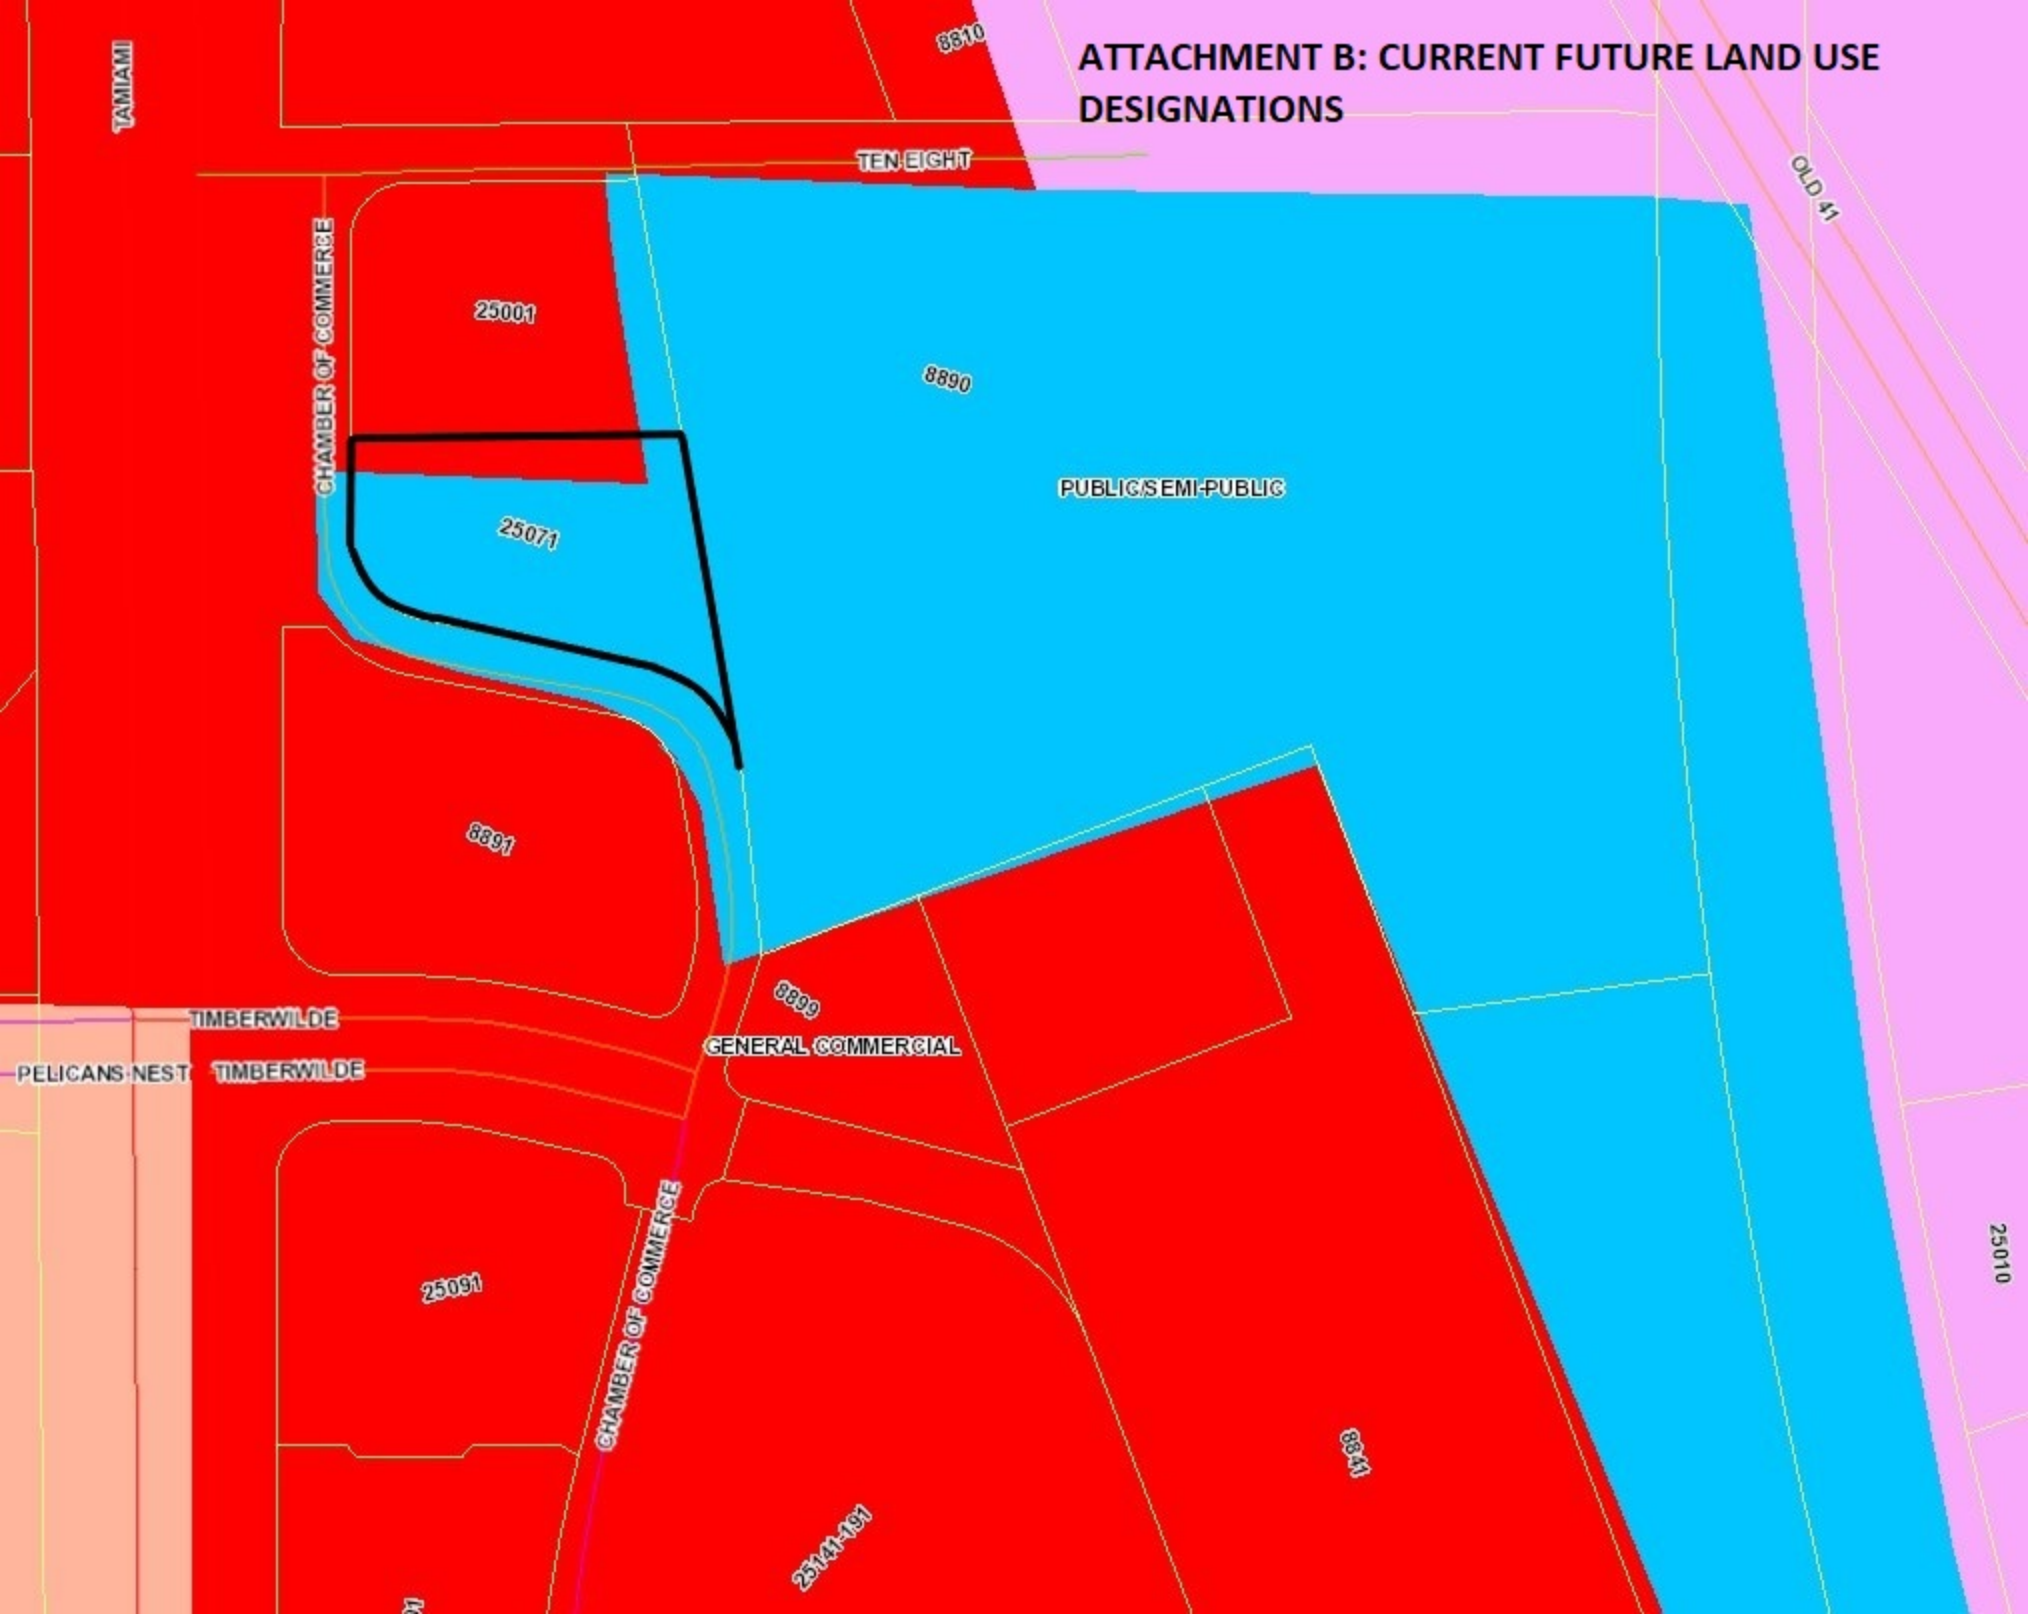 8810
ATTACHMENT B: CURRENT FUTURE LAND USE
DESIGNATIONS
TAMIAMI
TEN EIGHT
OLD 41
CHAMBER OF COMMERCE
25001
8890
PUBLIC/SEMI-PUBLIC
25071
8891
8899
TIMBERWILDE
GENERAL COMMERCIAL
PELICANS NEST
TIMBERWILDE
25010
CHAMBER OF COMMERCE
25091
8841
25141-191